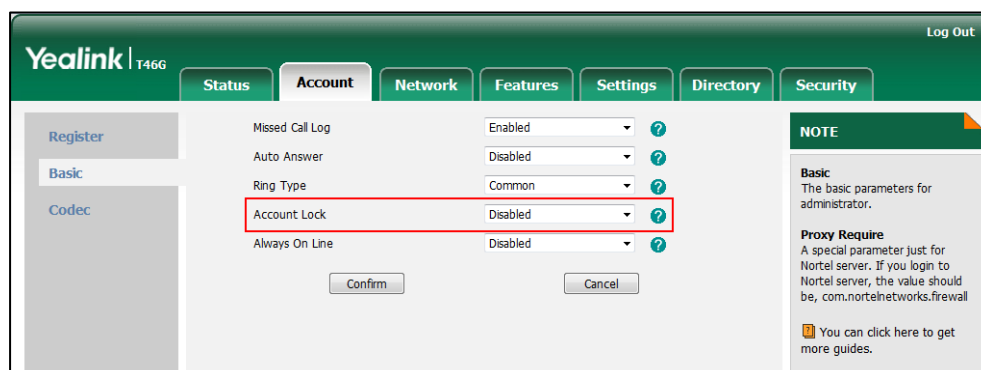 Log Out
Yealink T46G
Status Account Network Features Settings Directory Security
Register
Basic
Codec
Missed Call Log Enabled
Auto Answer Disabled
Ring Type Common
Account Lock Disabled
Always On Line Disabled
Confirm Cancel
NOTE
Basic
The basic parameters for
administrator.
Proxy Require
A special parameter just for
Nortel server. If you login to
Nortel server, the value should
be, com.nortelnetworks.firewall
You can click here to get
more guides.